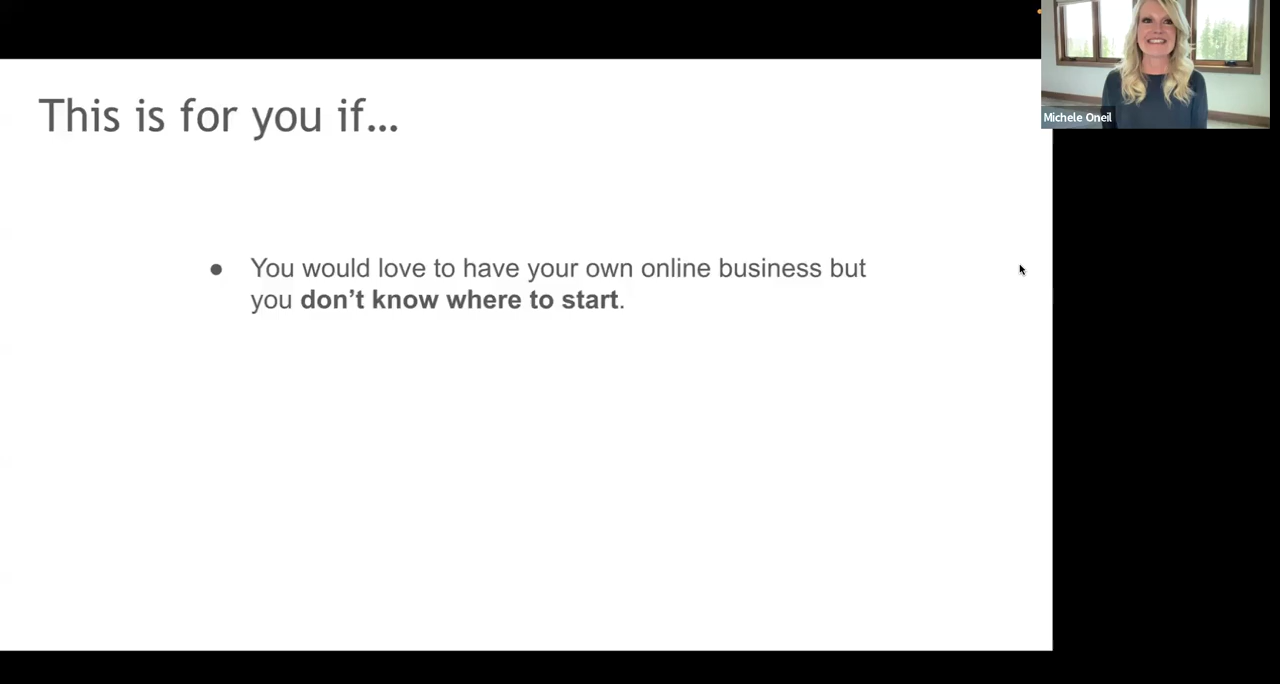 This is for you if...
● You would love to have your own online business but
you don't know where to start.
Michele Oneil